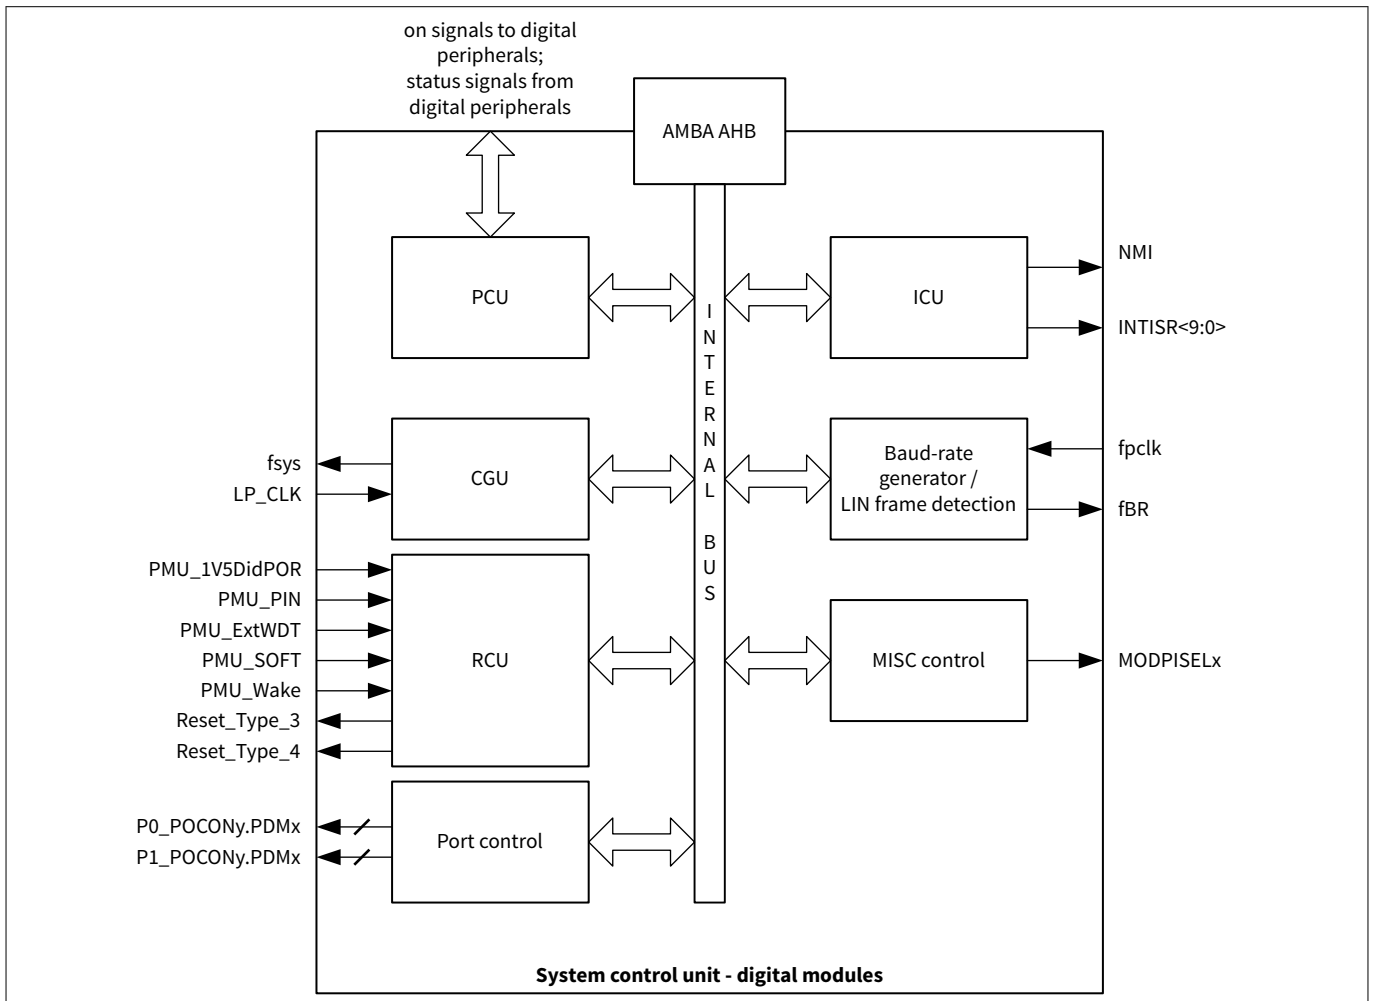 on signals to digital
peripherals;
status signals from
digital peripherals
AMBA AHB
PCU
ICU
NMI
INTISR<9:0>
INTERNAL BUS
fsys
LP_CLK
CGU
Baud-rate
generator /
LIN frame detection
fpclk
fBR
PMU_1V5DidPOR
PMU_PIN
PMU_ExtWDT
PMU_SOFT
PMU_Wake
Reset_Type_3
Reset_Type_4
RCU
MISC control
MODPISELx
P0_POCONy.PDMx
P1_POCONy.PDMx
Port control
System control unit - digital modules